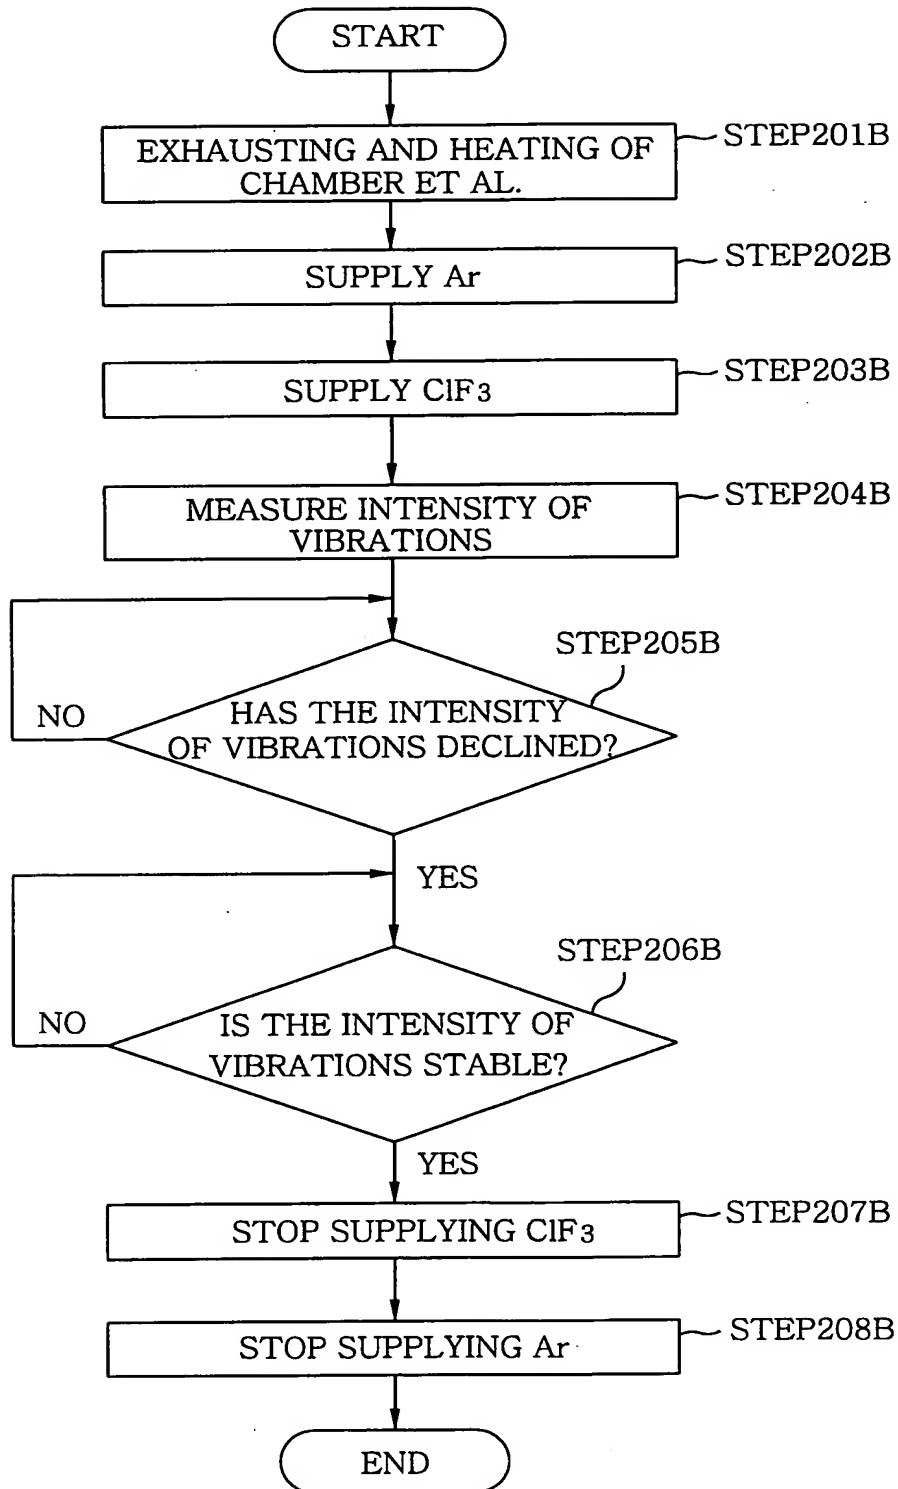 START
EXHAUSTING AND HEATING OF
CHAMBER ET AL.
STEP201B
SUPPLY Ar
STEP202B
SUPPLY ClF3
STEP203B
MEASURE INTENSITY OF
VIBRATIONS
STEP204B
STEP205B
HAS THE INTENSITY
OF VIBRATIONS DECLINED?
NO
YES
STEP206B
IS THE INTENSITY OF
VIBRATIONS STABLE?
NO
YES
STOP SUPPLYING ClF3
STEP207B
STOP SUPPLYING Ar
STEP208B
END